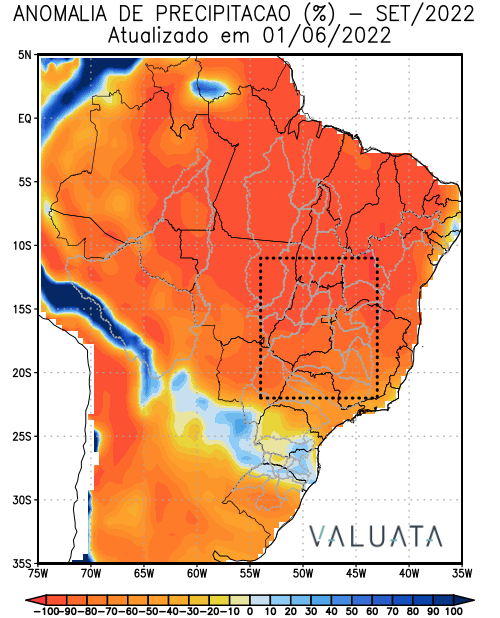 ANOMALIA DE PRECIPITACAO (%) – SET/2022
Atualizado em 01/06/2022
5N
EQ
5S
10S
15S
20S
25S
30S
35S
75W 70W 65W 60W 55W 50W 45W 40W 35W
VALUATA
-100-90-80-70-60-50-40-30-20-10 0 10 20 30 40 50 60 70 80 90 100